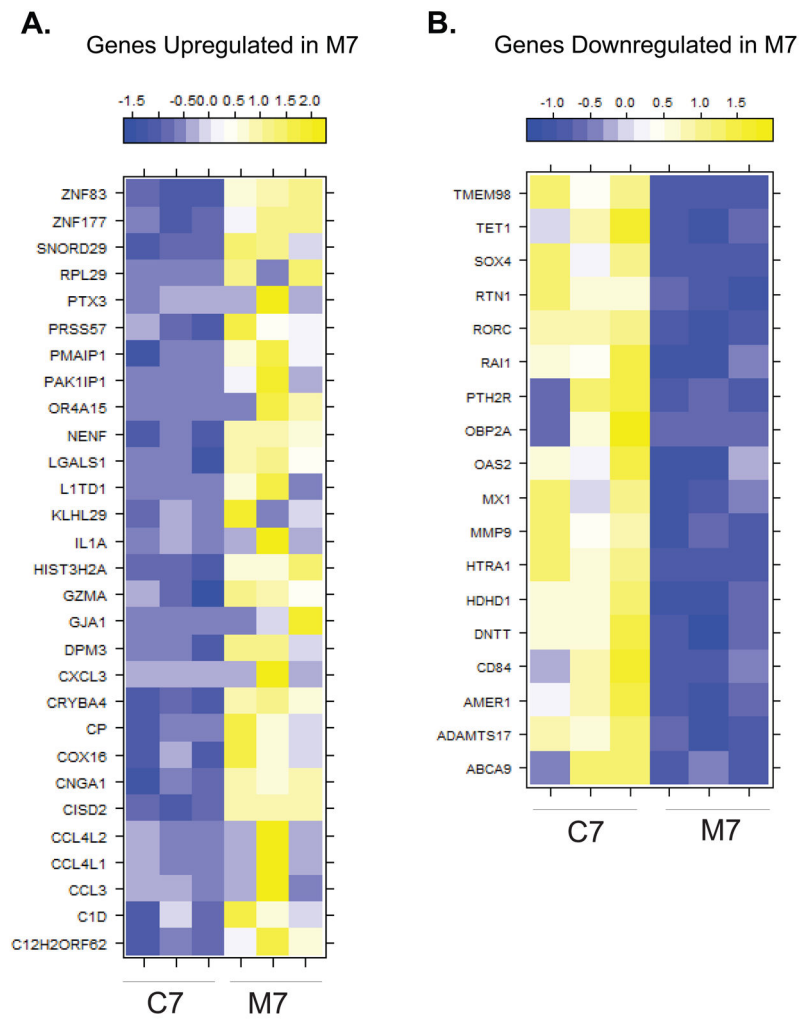 A.
Genes Upregulated in M7
-1.5 -0.50.0 0.5 1.0 1.5 2.0
ZNF83
ZNF177
SNORD29
RPL29
PTX3
PRSS57
PMAIP1
PAK1IP1
OR4A15
NENF
LGALS1
L1TD1
KLHL29
IL1A
HIST3H2A
GZMA
GJA1
DPM3
CXCL3
CRYBA4
CP
COX16
CNGA1
CISD2
CCL4L2
CCL4L1
CCL3
C1D
C12H2ORF62
C7 M7
B.
Genes Downregulated in M7
-1.0 -0.5 0.0 0.5 1.0 1.5
TMEM98
TET1
SOX4
RTN1
RORC
RAI1
PTH2R
OBP2A
OAS2
MX1
MMP9
HTRA1
HDHD1
DNTT
CD84
AMER1
ADAMTS17
ABCA9
C7 M7